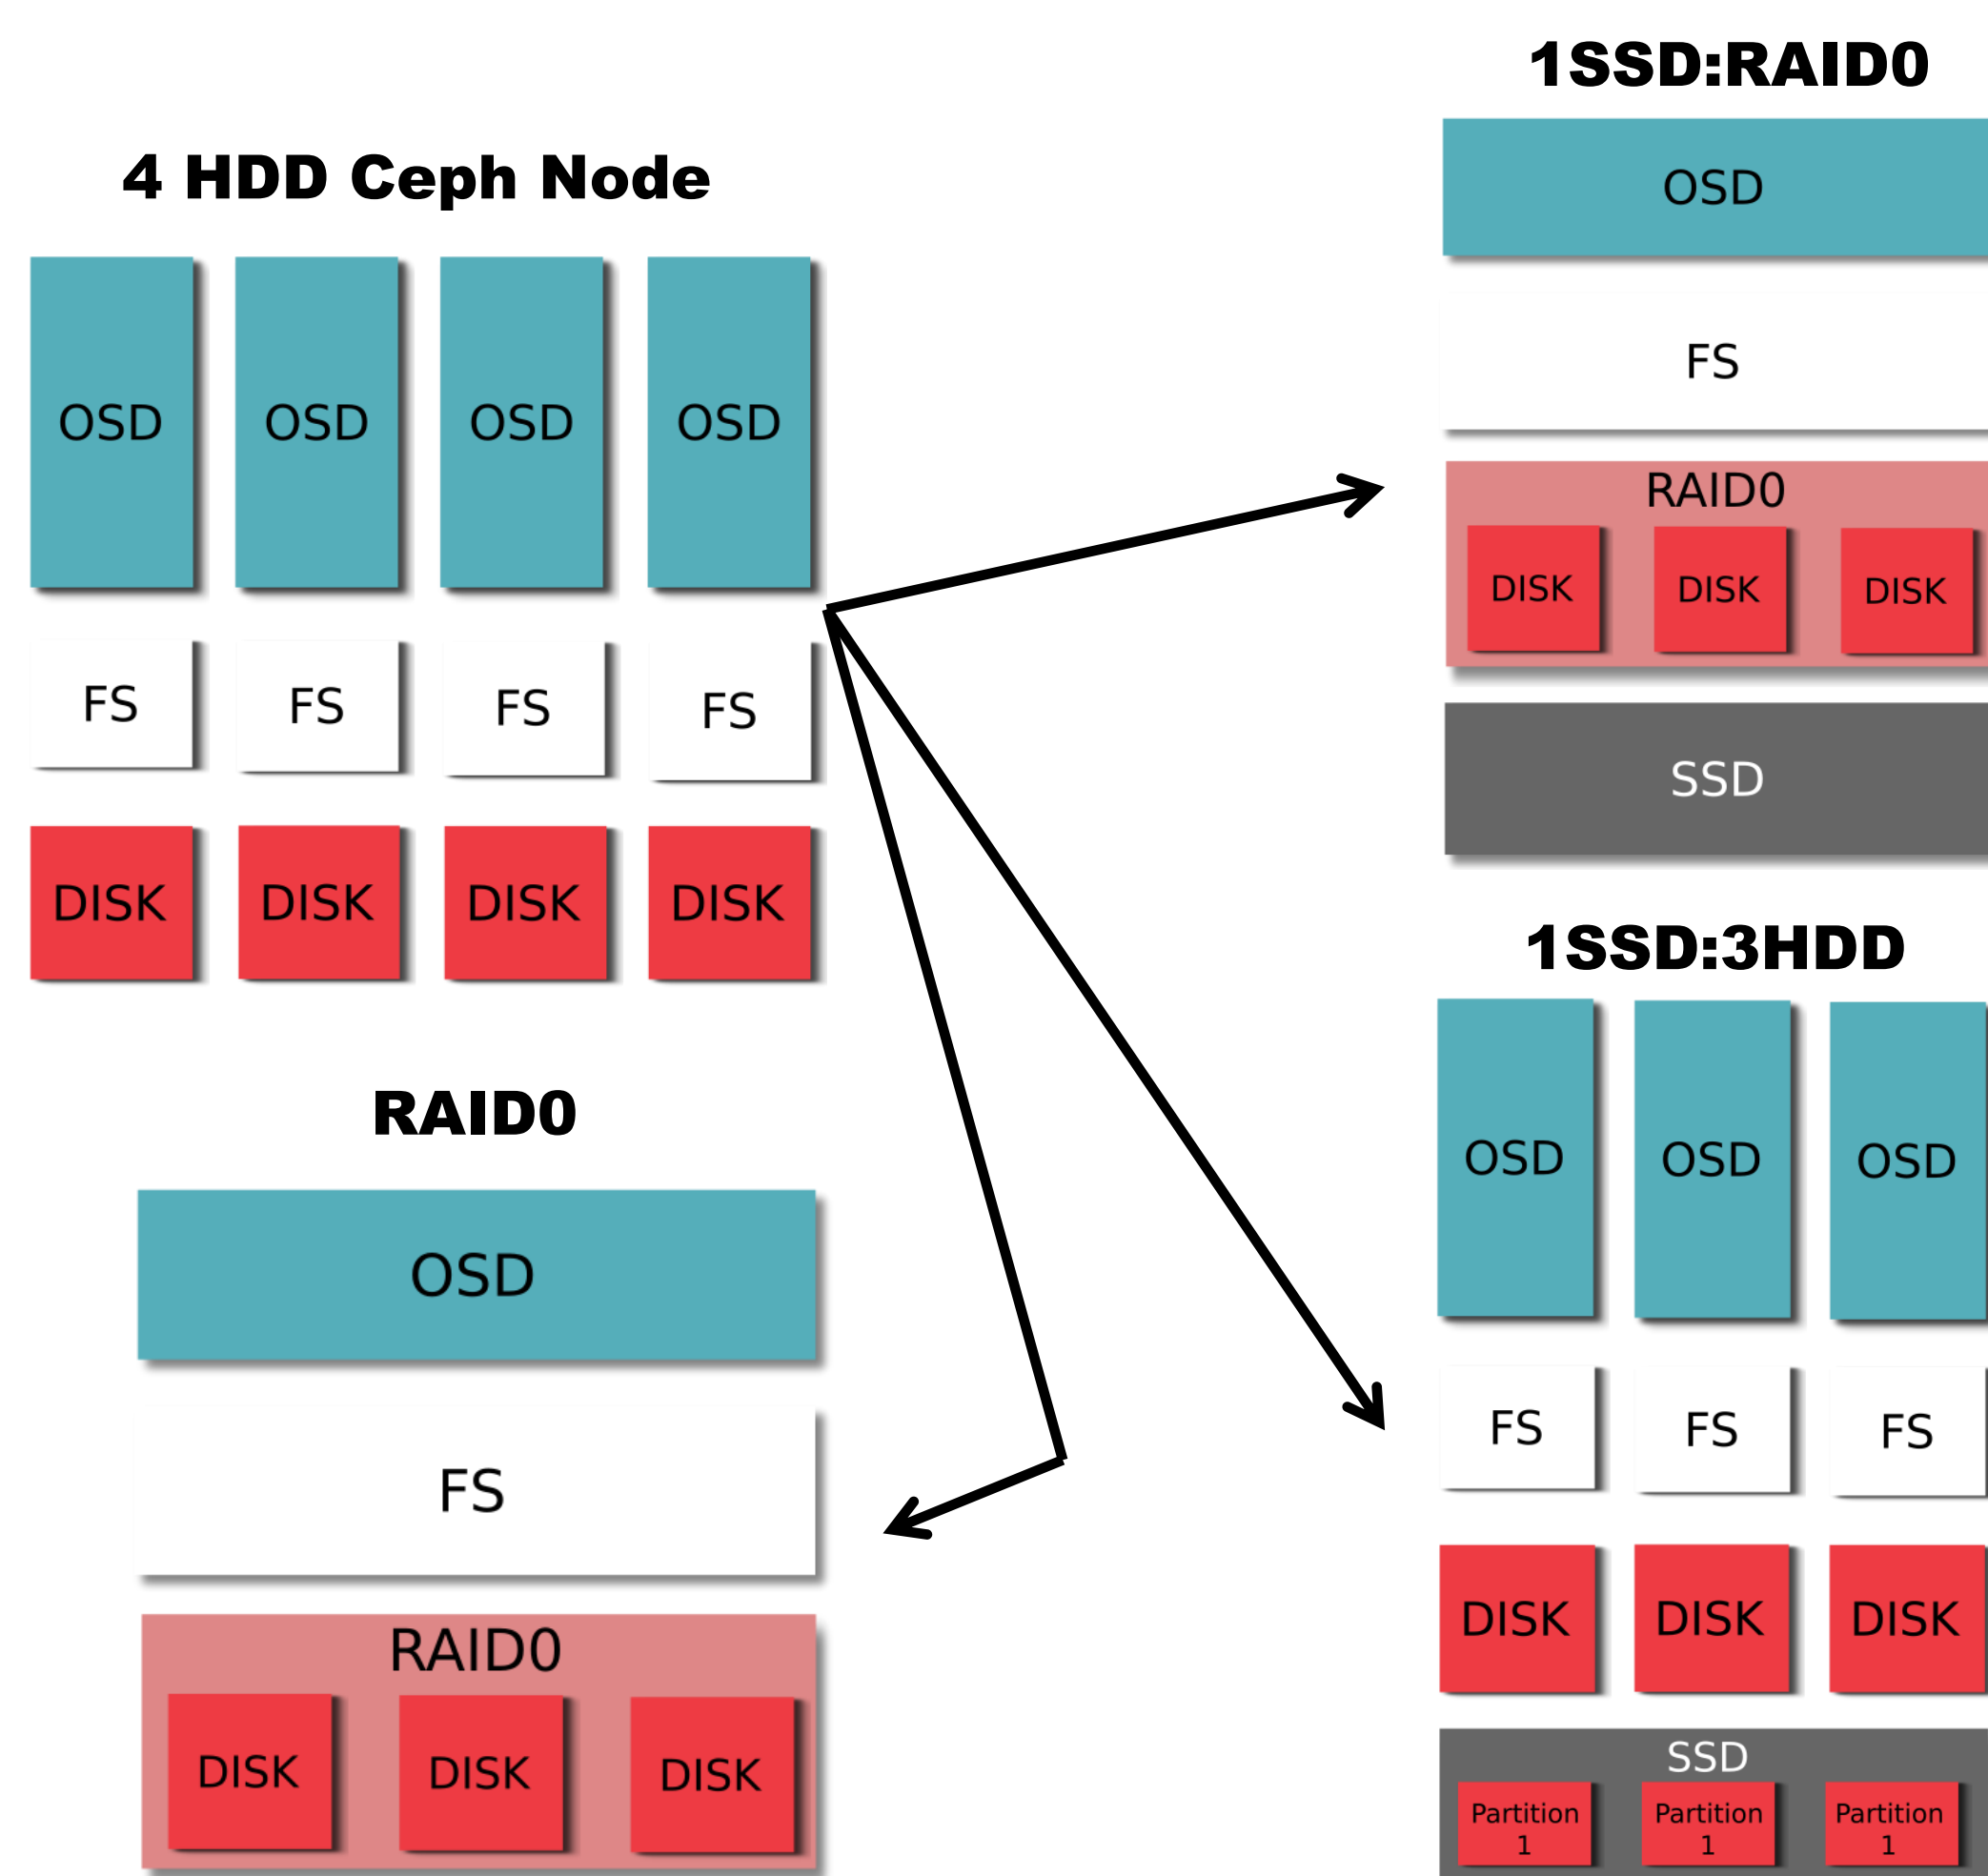 4 HDD Ceph Node
OSD OSD OSD OSD
FS FS FS FS
DISK DISK DISK DISK
RAID0
OSD
FS
RAID0
DISK DISK DISK
1SSD:RAID0
OSD
FS
RAID0
DISK DISK DISK
SSD
1SSD:3HDD
OSD OSD OSD
FS FS FS
DISK DISK DISK
SSD
Partition Partition Partition
1 1 1